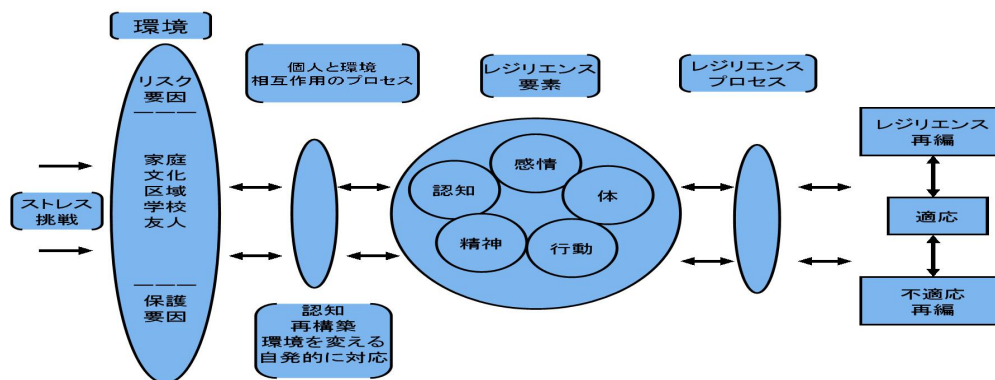 環境
リスク
要因
家庭
文化
区域
学校
友人
保護
要因
ストレス
挑戦
個人と環境
相互作用のプロセス
認知
再構築
環境を変える
自発的に対応
レジリエンス
要素
感情
認知
体
精神
行動
レジリエンス
プロセス
レジリエンス
再編
適応
不適応
再編